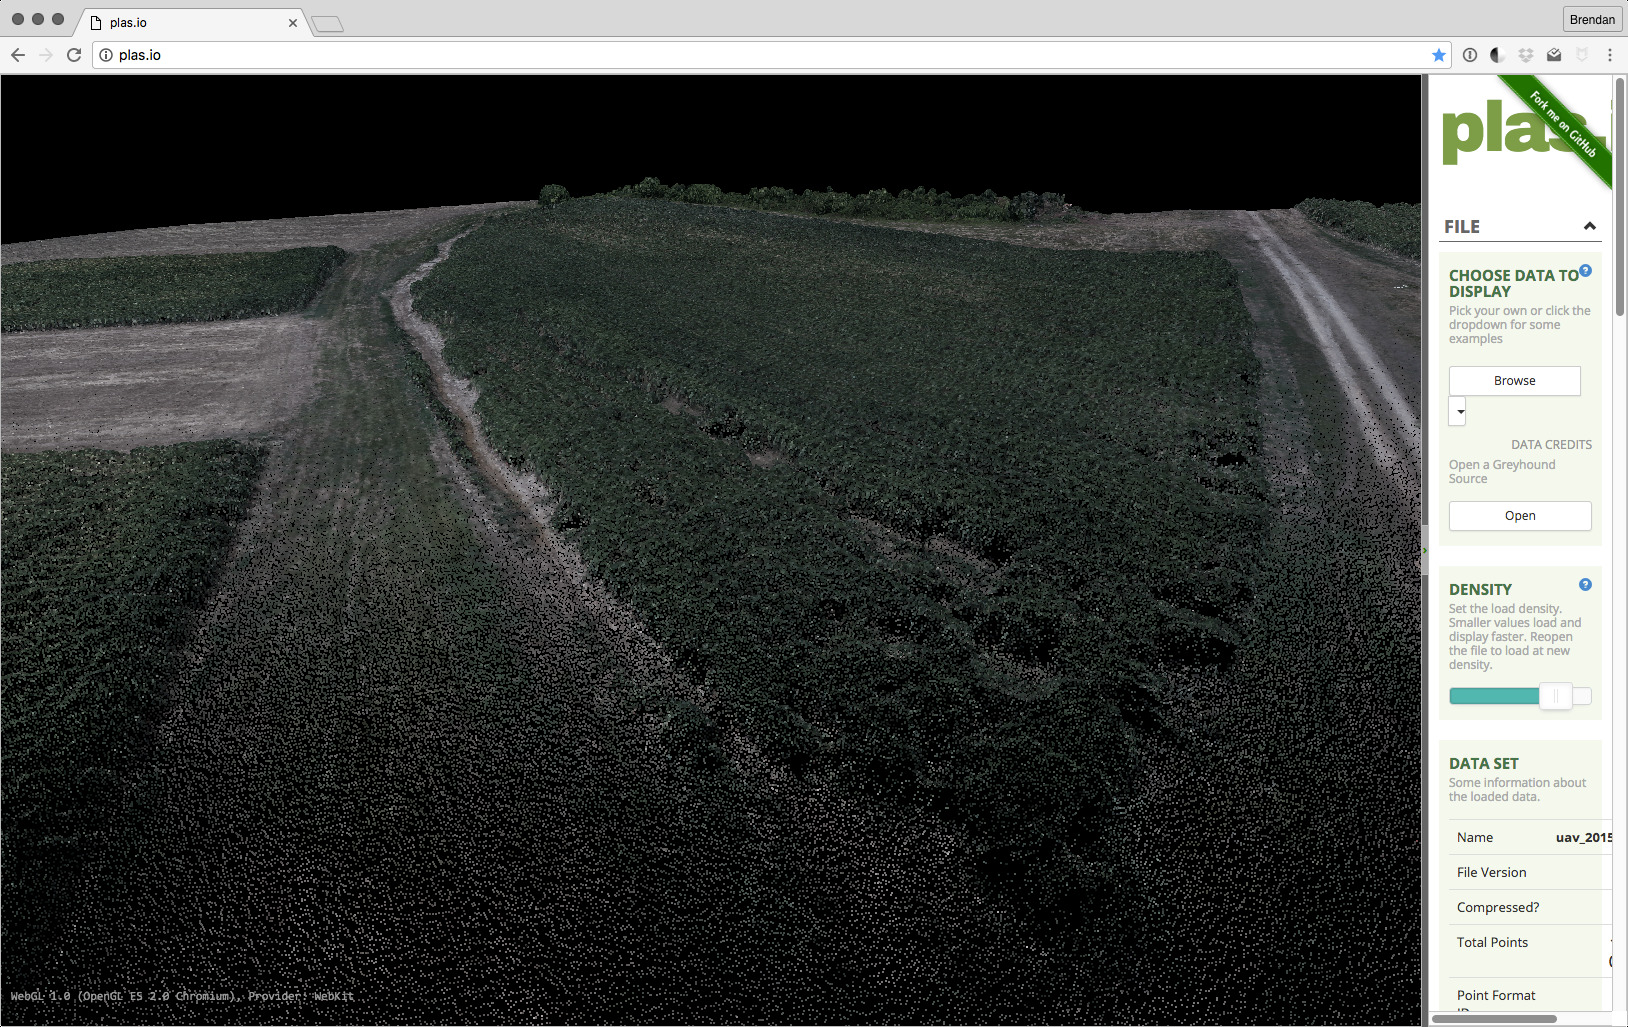 plas.io
Brendan
plas.io
plas.
Fork me on GitHub
FILE
CHOOSE DATA TO
DISPLAY
Pick your own or click the
dropdown for some
examples
Browse
DATA CREDITS
Open a Greyhound
Source
Open
DENSITY
Set the load density.
Smaller values load and
display faster. Reopen
the file to load at new
density.
DATA SET
Some information about
the loaded data.
Name uav_2015
File Version
Compressed?
Total Points
Point Format
WebGL 1.0 (OpenGL ES 2.0 Chromium), Provider: WebKit